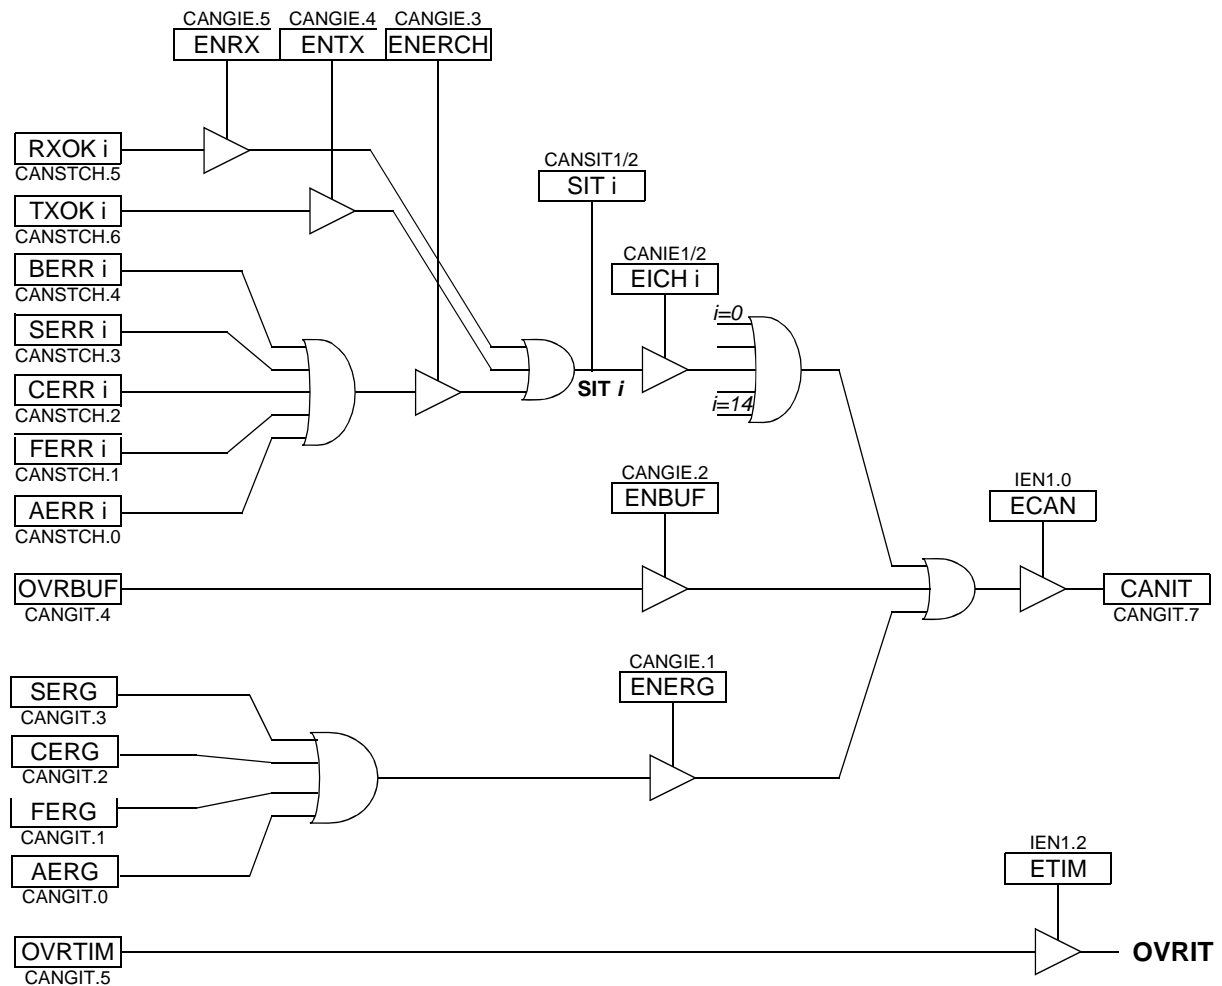 CANGIE.5 CANGIE.4 CANGIE.3
ENRX ENTX ENERCH
RXOK i
CANSTCH.5
CANSIT1/2
SIT i
TXOK i
CANSTCH.6
CANIE1/2
EICH i
BERR i
CANSTCH.4
i=0
SERR i
CANSTCH.3
SIT i
CERR i
CANSTCH.2
i=14
FERR i
CANSTCH.1
CANGIE.2
ENBUF
IEN1.0
ECAN
AERR i
CANSTCH.0
OVRBUF
CANGIT.4
CANIT
CANGIT.7
CANGIE.1
ENERG
SERG
CANGIT.3
CERG
CANGIT.2
FERG
CANGIT.1
IEN1.2
ETIM
AERG
CANGIT.0
OVRTIM
CANGIT.5
OVRIT